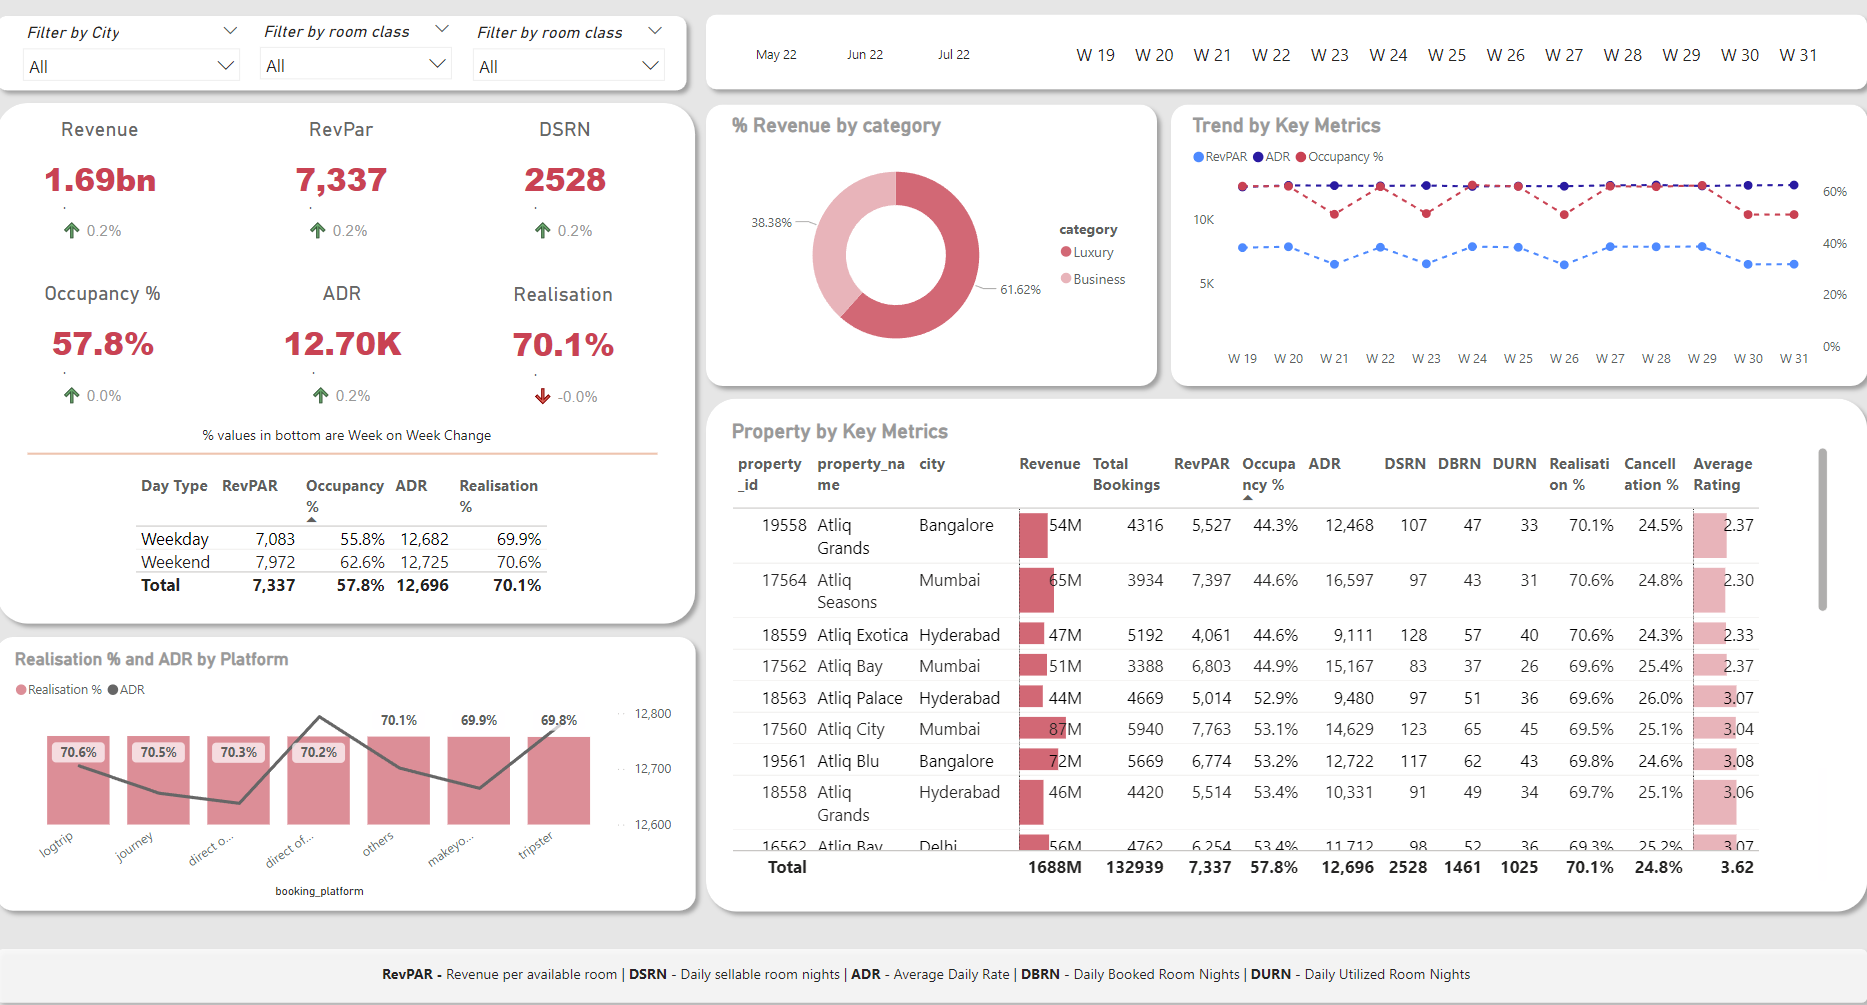 Filter by City
Filter by room class
Filter by room class
All
All
All
May 22 Jun 22 Jul 22 W 19 W 20 W 21 W 22 W 23 W 24 W 25 W 26 W 27 W 28 W 29 W 30 W 31
Revenue RevPar DSRN
1.69bn 7,337 2528
0.2% 0.2% 0.2%
Occupancy % ADR Realisation
57.8% 12.70K 70.1%
0.0% 0.2% -0.0%
% values in bottom are Week on Week Change
Day Type RevPAR Occupancy % ADR Realisation %
Weekday 7,083 55.8% 12,682 69.9%
Weekend 7,972 62.6% 12,725 70.6%
Total 7,337 57.8% 12,696 70.1%
Realisation % and ADR by Platform
Realisation % ADR
70.6% 70.5% 70.3% 70.2% 70.1% 69.9% 69.8%
12,800
12,700
12,600
logtrip journey direct o... direct of... others makeyo... tripster
booking_platform
% Revenue by category
38.38%
61.62%
category
Luxury
Business
Trend by Key Metrics
RevPAR ADR Occupancy %
10K
5K
60%
40%
20%
0%
W 19 W 20 W 21 W 22 W 23 W 24 W 25 W 26 W 27 W 28 W 29 W 30 W 31
Property by Key Metrics
property_id property_name city Revenue Total Bookings RevPAR Occupancy % ADR DSRN DBRN DURN Realisation % Cancellation % Average Rating
19558 Atliq Grands Bangalore 54M 4316 5,527 44.3% 12,468 107 47 33 70.1% 24.5% 2.37
17564 Atliq Seasons Mumbai 65M 3934 7,397 44.6% 16,597 97 43 31 70.6% 24.8% 2.30
18559 Atliq Exotica Hyderabad 47M 5192 4,061 44.6% 9,111 128 57 40 70.6% 24.3% 2.33
17562 Atliq Bay Mumbai 51M 3388 6,803 44.9% 15,167 83 37 26 69.6% 25.4% 2.37
18563 Atliq Palace Hyderabad 44M 4669 5,014 52.9% 9,480 97 51 36 69.6% 26.0% 3.07
17560 Atliq City Mumbai 87M 5940 7,763 53.1% 14,629 123 65 45 69.5% 25.1% 3.04
19561 Atliq Blu Bangalore 72M 5669 6,774 53.2% 12,722 117 62 43 69.8% 24.6% 3.08
18558 Atliq Grands Hyderabad 46M 4420 5,514 53.4% 10,331 91 49 34 69.7% 25.1% 3.06
16562 Atliq Bay Delhi 56M 4762 6,254 53.4% 11,712 98 52 36 69.3% 25.2% 3.07
Total 1688M 132939 7,337 57.8% 12,696 2528 1461 1025 70.1% 24.8% 3.62
RevPAR - Revenue per available room | DSRN - Daily sellable room nights | ADR - Average Daily Rate | DBRN - Daily Booked Room Nights | DURN - Daily Utilized Room Nights